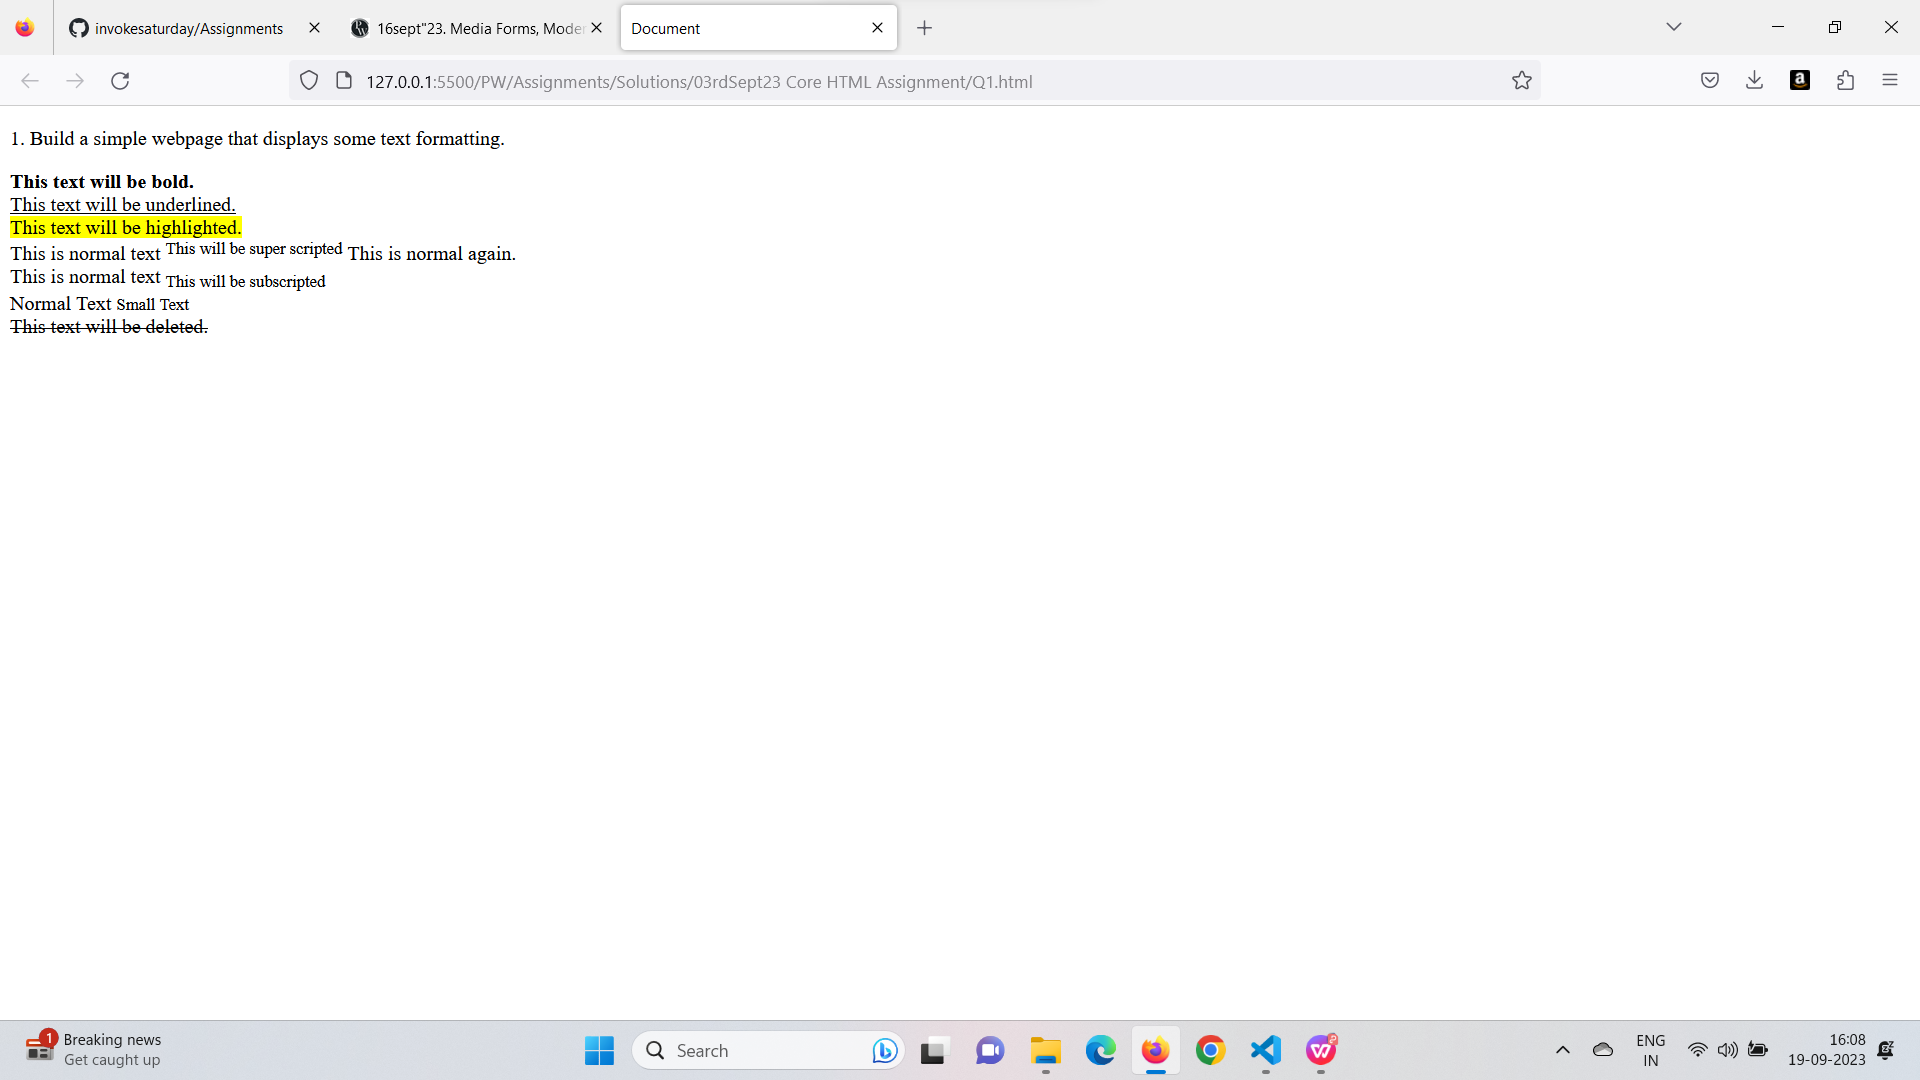 invokesaturday/Assignments
16sept"23. Media Forms, Moder
Document
127.0.0.1:5500/PW/Assignments/Solutions/03rdSept23 Core HTML Assignment/Q1.html
1. Build a simple webpage that displays some text formatting.
This text will be bold.
This text will be underlined.
This text will be highlighted.
This is normal text This will be super scripted This is normal again.
This is normal text This will be subscripted
Normal Text Small Text
This text will be deleted.
1
Breaking news
Get caught up
Search
ENG
IN
16:08
19-09-2023